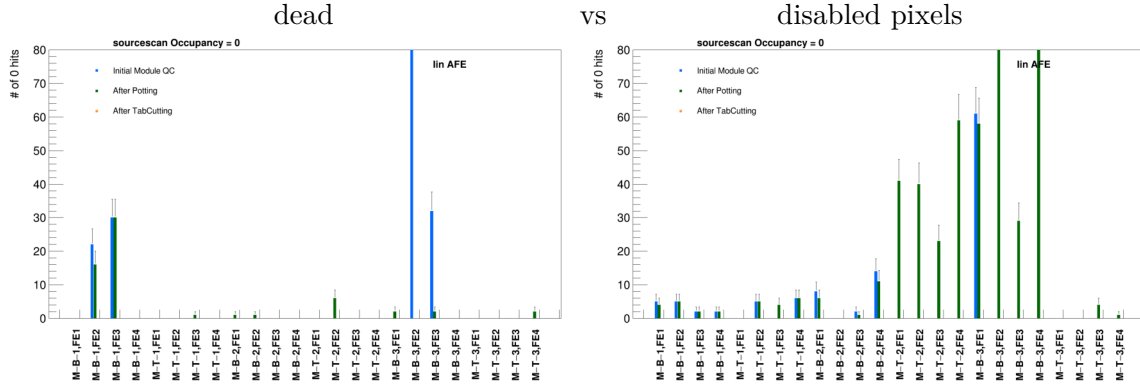 dead vs disabled pixels
sourcescan Occupancy = 0
# of 0 hits
lin AFE
Initial Module QC
After Potting
After TabCutting
80
70
60
50
40
30
20
10
0
M−B−1,FE1
M−B−1,FE2
M−B−1,FE3
M−B−1,FE4
M−T−1,FE1
M−T−1,FE2
M−T−1,FE3
M−T−1,FE4
M−B−2,FE1
M−B−2,FE2
M−B−2,FE3
M−B−2,FE4
M−T−2,FE1
M−T−2,FE2
M−T−2,FE3
M−T−2,FE4
M−B−3,FE1
M−B−3,FE2
M−B−3,FE3
M−B−3,FE4
M−T−3,FE1
M−T−3,FE2
M−T−3,FE3
M−T−3,FE4
sourcescan Occupancy = 0
# of 0 hits
lin AFE
Initial Module QC
After Potting
After TabCutting
80
70
60
50
40
30
20
10
0
M−B−1,FE1
M−B−1,FE2
M−B−1,FE3
M−B−1,FE4
M−T−1,FE1
M−T−1,FE2
M−T−1,FE3
M−T−1,FE4
M−B−2,FE1
M−B−2,FE2
M−B−2,FE3
M−B−2,FE4
M−T−2,FE1
M−T−2,FE2
M−T−2,FE3
M−T−2,FE4
M−B−3,FE1
M−B−3,FE2
M−B−3,FE3
M−B−3,FE4
M−T−3,FE1
M−T−3,FE2
M−T−3,FE3
M−T−3,FE4